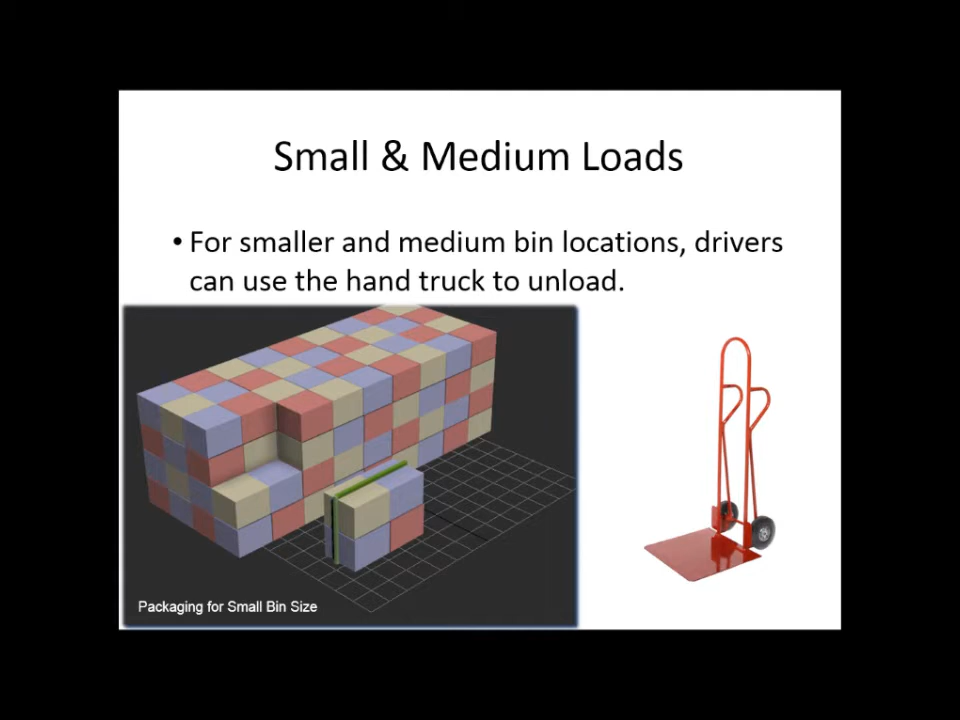 Small & Medium Loads
• For smaller and medium bin locations, drivers
can use the hand truck to unload.
Packaging for Small Bin Size